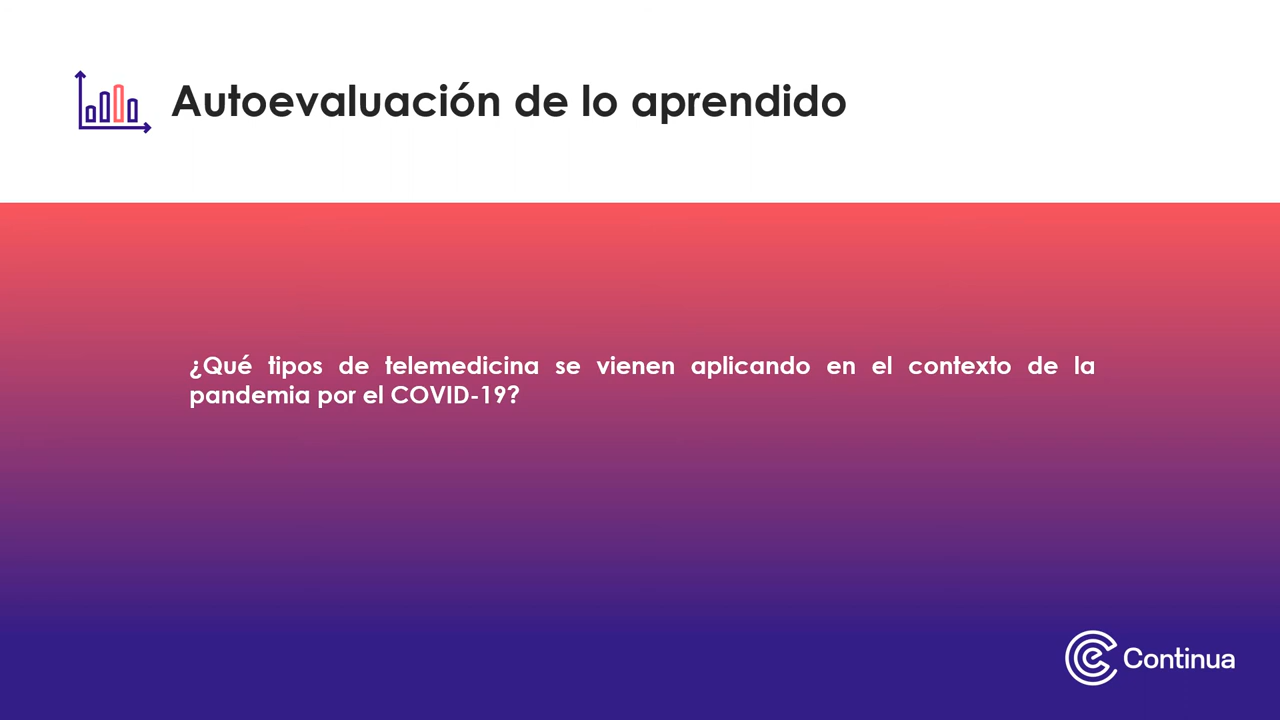 Autoevaluación de lo aprendido
¿Qué tipos de telemedicina se vienen aplicando en el contexto de la
pandemia por el COVID-19?
Continua